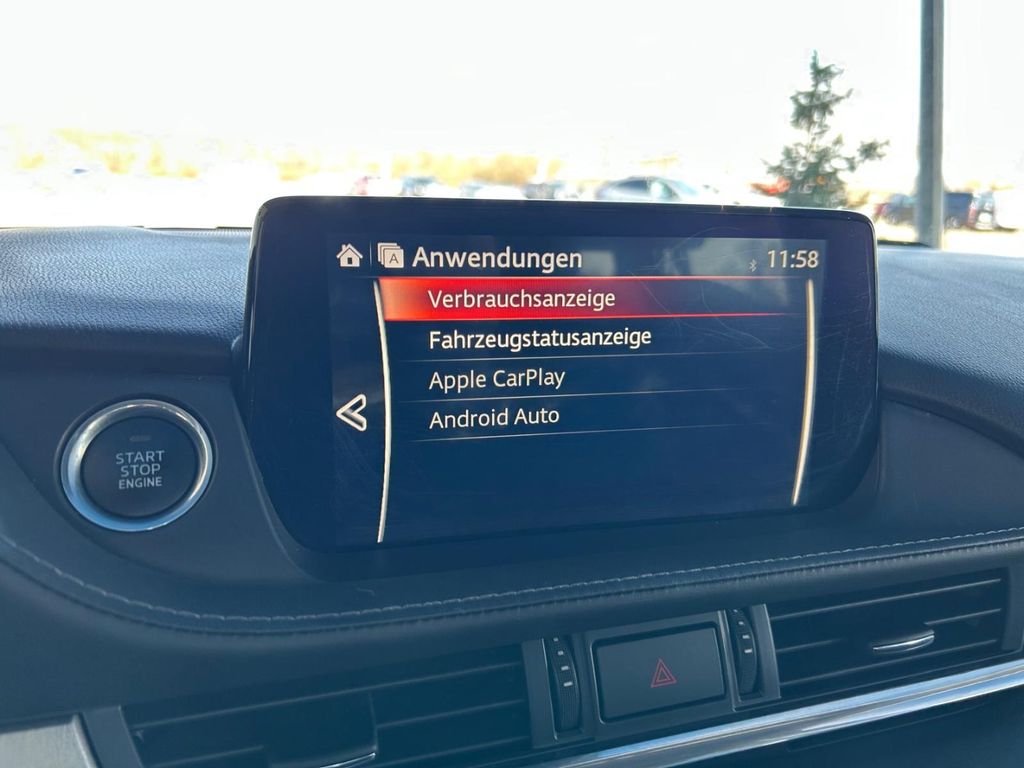 A Anwendungen 11:58
Verbrauchsanzeige
Fahrzeugstatusanzeige
Apple CarPlay
Android Auto
START
STOP
ENGINE